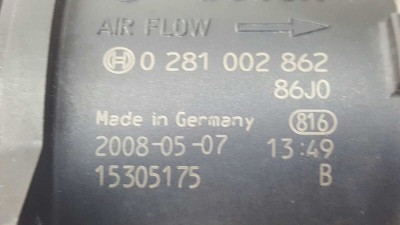 AIR FLOW
0 281 002 862
86J0
Made in Germany 816
2008-05-07 13:49
15305175 B